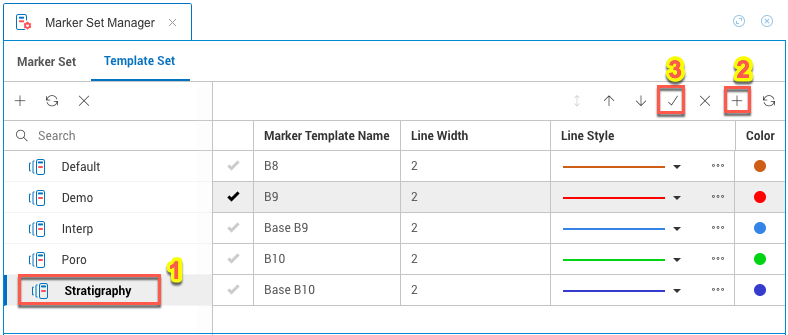 Marker Set Manager
Marker Set Template Set
3 2
Search
Marker Template Name Line Width Line Style Color
Default
B8 2
Demo
B9 2
Interp
Base B9 2
Poro
B10 2
1
Stratigraphy
Base B10 2